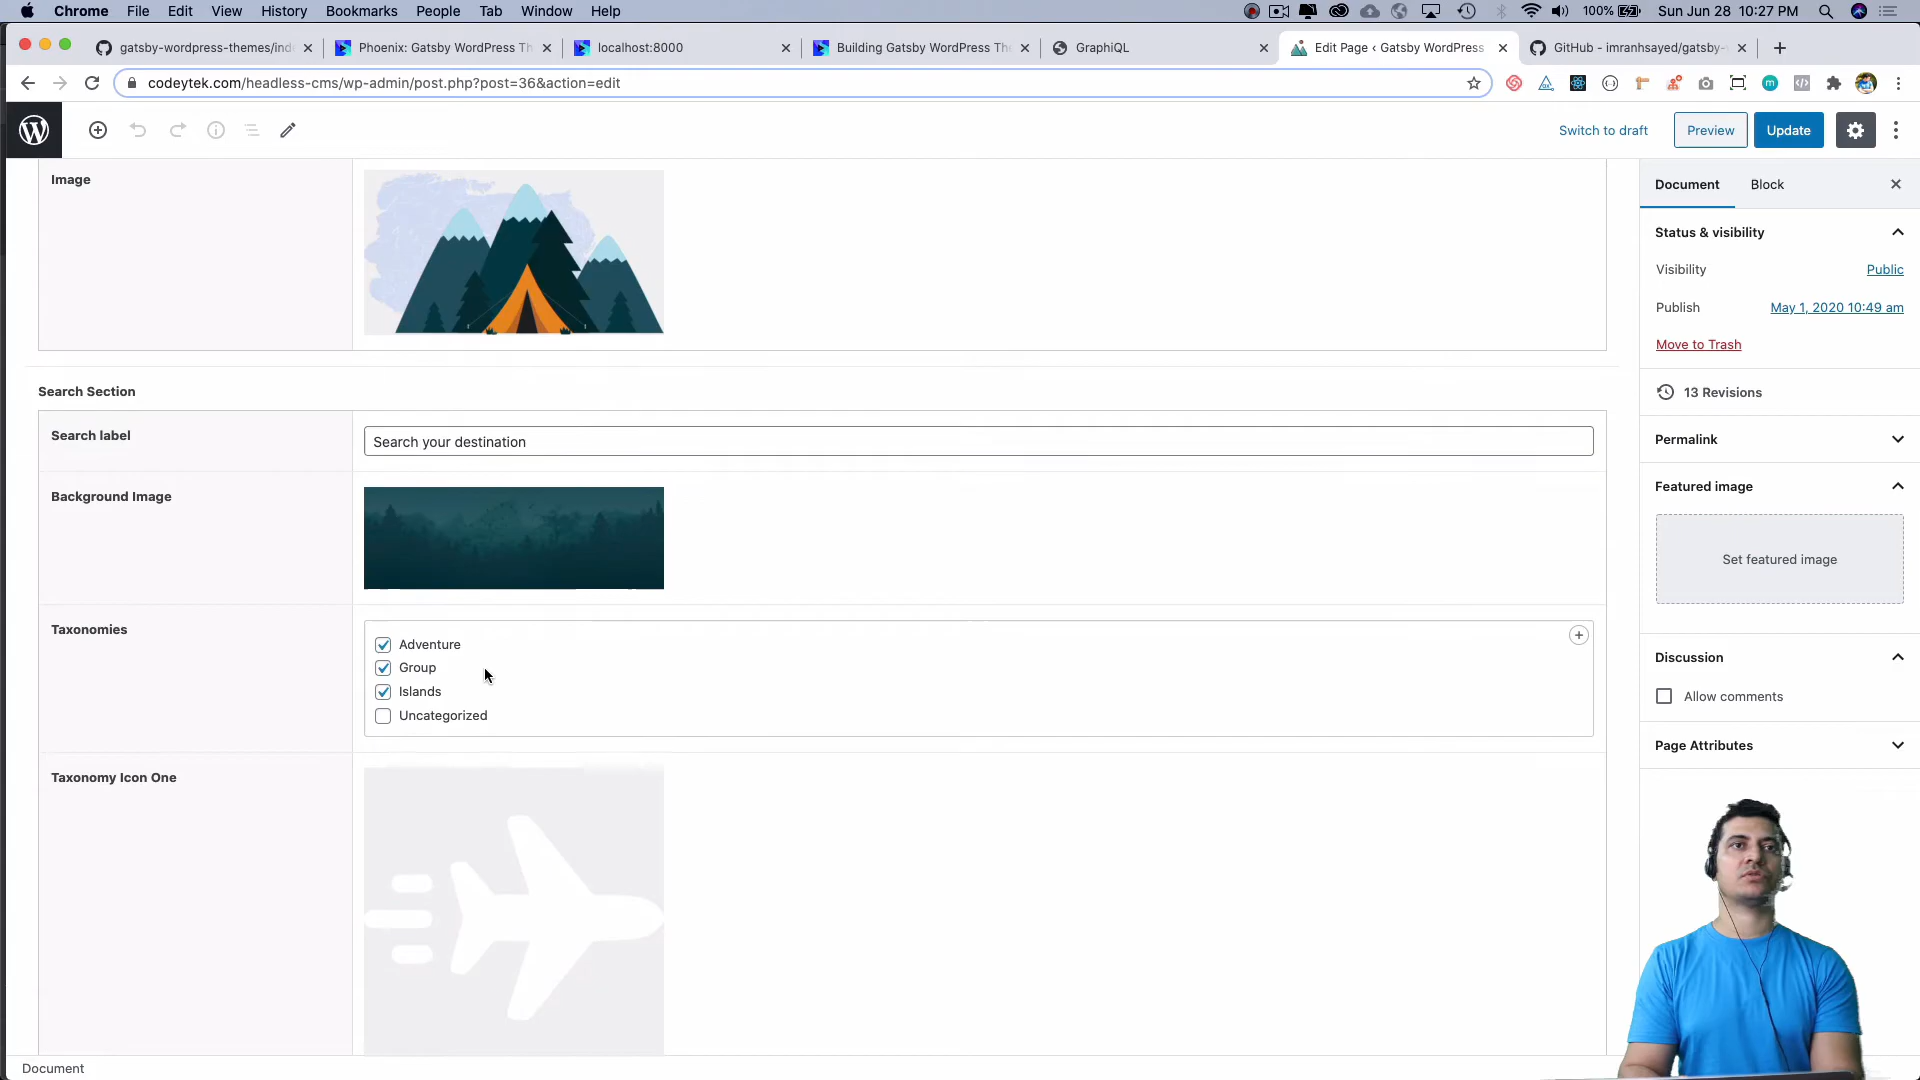 Chrome File Edit View History Bookmarks People Tab Window Help 100% Sun Jun 28 10:27 PM
gatsby-wordpress-themes/ind Phoenix: Gatsby WordPress Th localhost:8000 Building Gatsby WordPress The GraphiQL Edit Page ‹ Gatsby WordPress GitHub - imranhsayed/gatsby-
codeytek.com/headless-cms/wp-admin/post.php?post=36&action=edit
Switch to draft Preview Update
Image
Document Block
Status & visibility
Visibility Public
Publish May 1, 2020 10:49 am
Move to Trash
Search Section
13 Revisions
Search label
Search your destination
Permalink
Background Image
Featured image
Set featured image
Taxonomies
Adventure
Group
Islands
Uncategorized
Discussion
Allow comments
Page Attributes
Taxonomy Icon One
Document